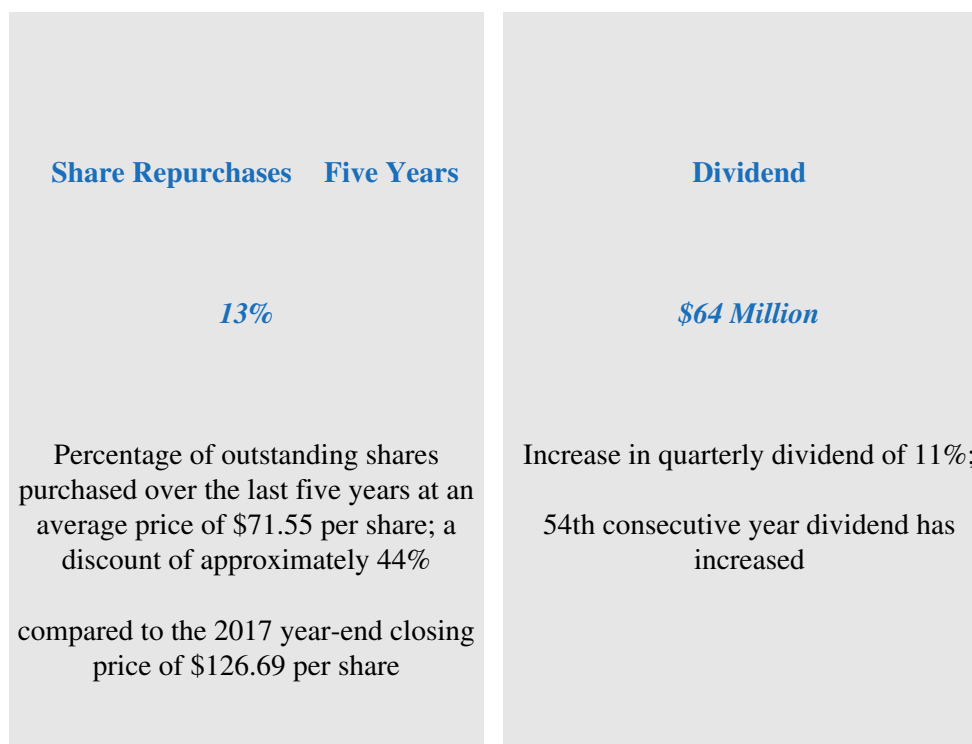 Share Repurchases Five Years
13%
Percentage of outstanding shares
purchased over the last five years at an
average price of $71.55 per share; a
discount of approximately 44%
compared to the 2017 year-end closing
price of $126.69 per share
Dividend
$64 Million
Increase in quarterly dividend of 11%;
54th consecutive year dividend has
increased